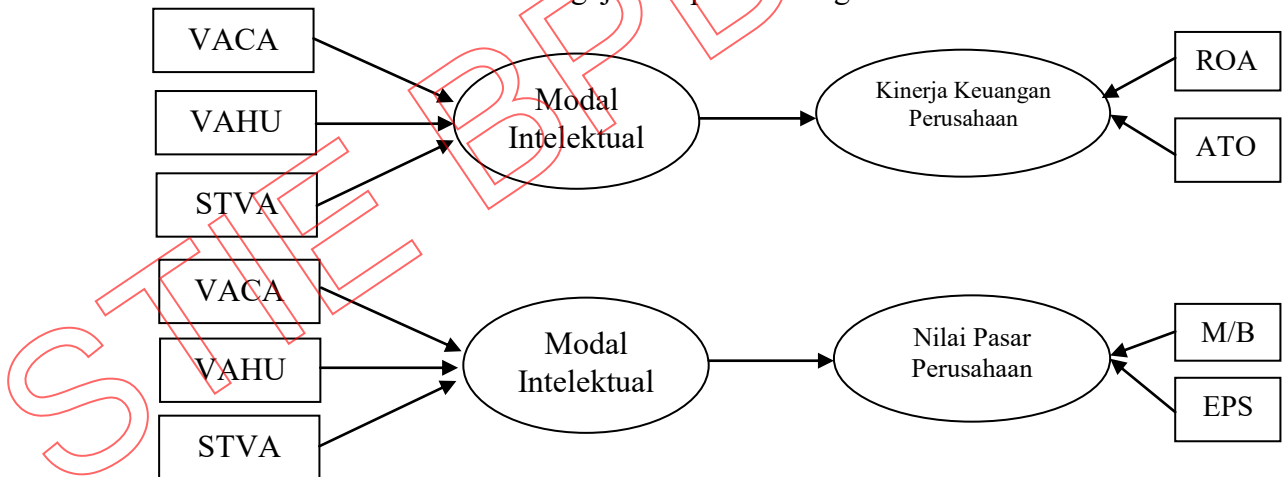 VACA
VAHU
STVA
Modal
Intelektual
Kinerja Keuangan
Perusahaan
ROA
ATO
VACA
VAHU
STVA
Modal
Intelektual
Nilai Pasar
Perusahaan
M/B
EPS
STIE BPD